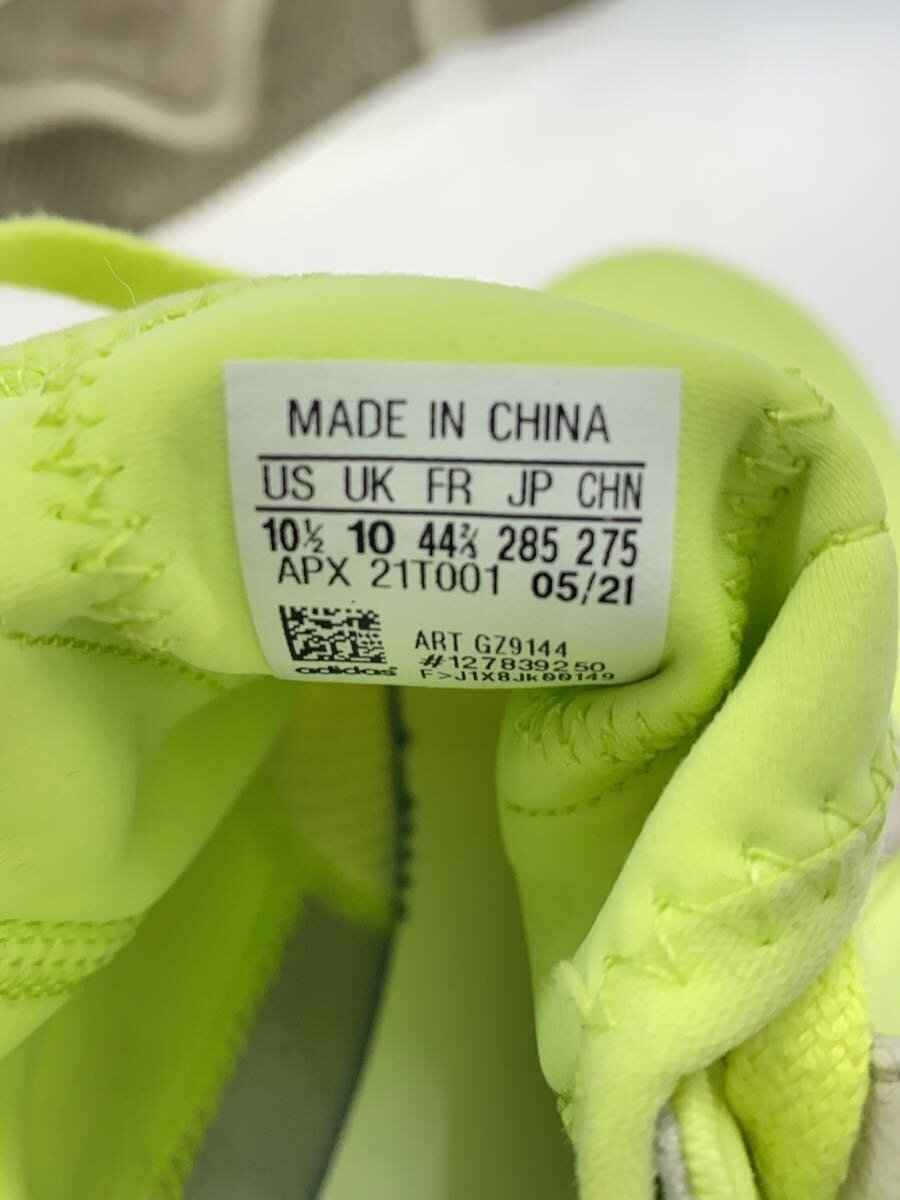 MADE IN CHINA
US UK FR JP CHN
10½ 10 44⅔ 285 275
APX 21T001 05/21
ART GZ9144
#127839250
adidas F>J1X8Jk00149